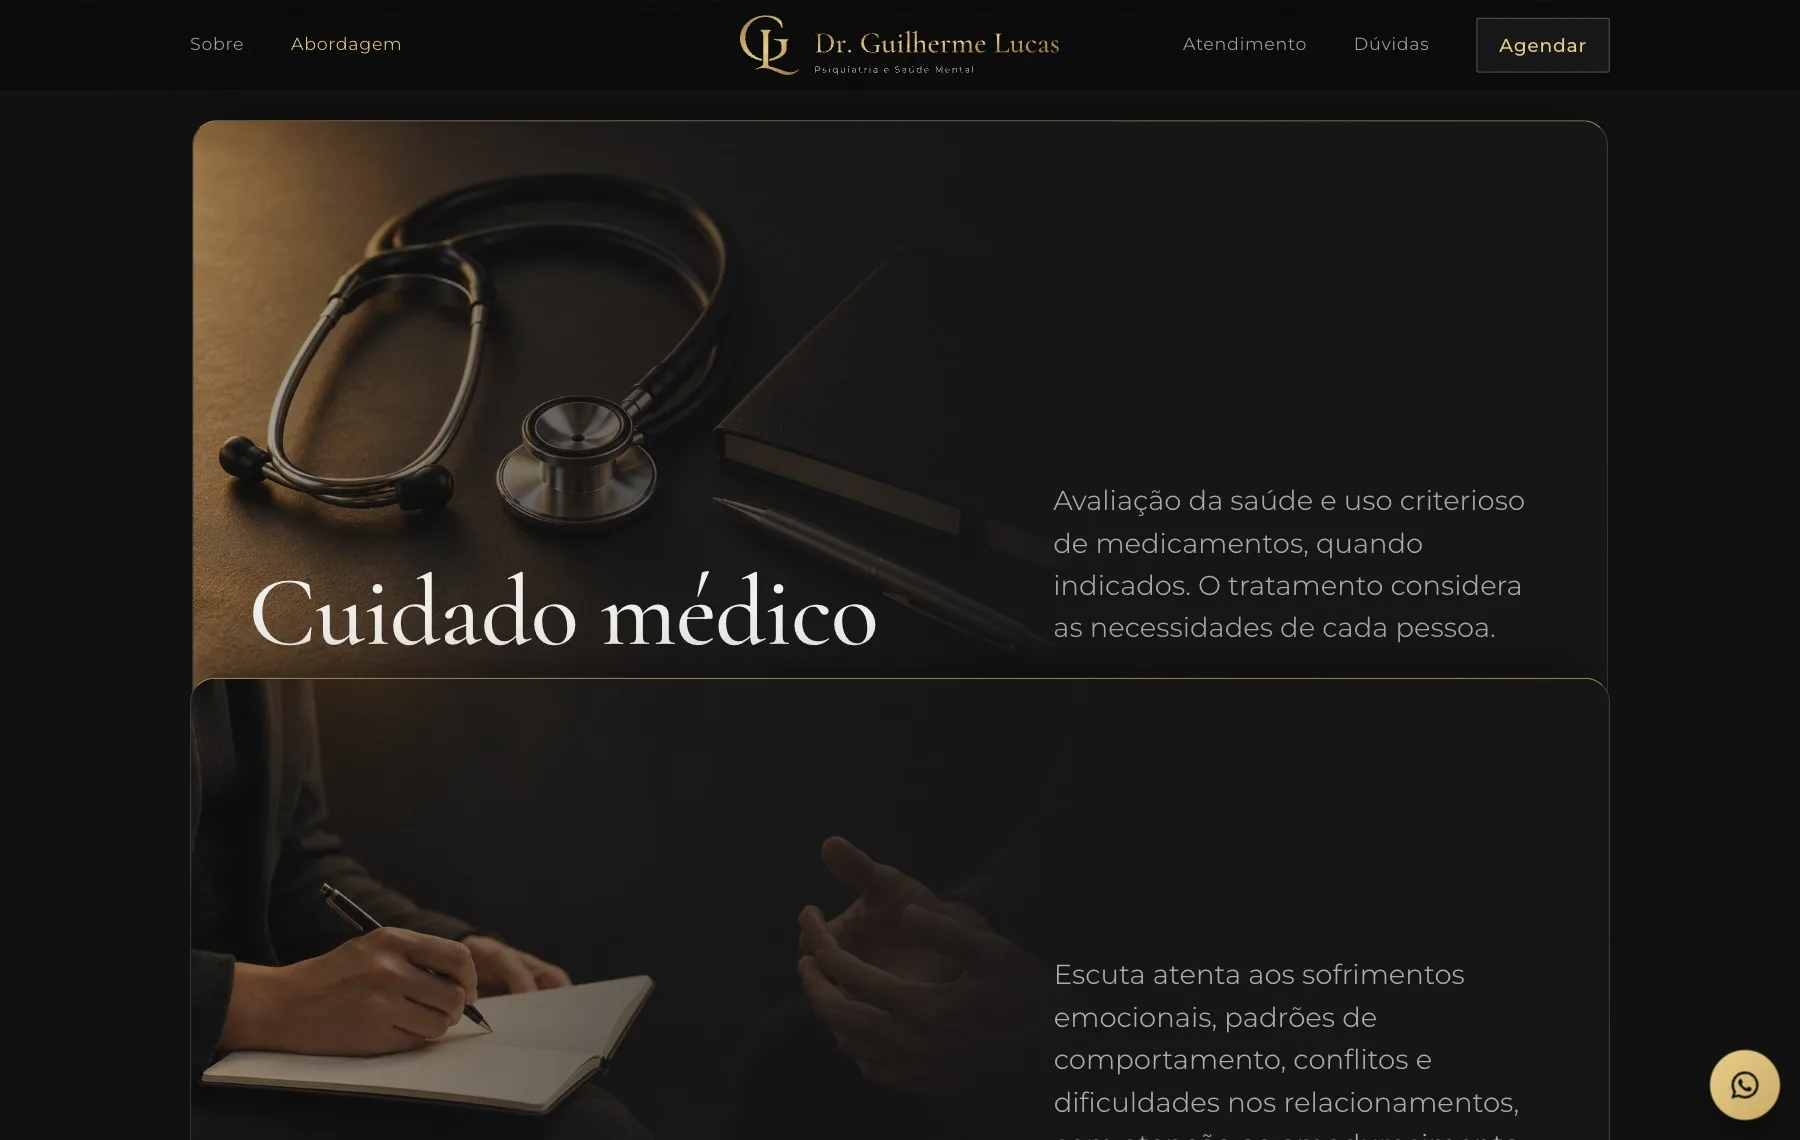 Sobre
Abordagem
Dr. Guilherme Lucas
Psiquiatria e Saúde Mental
Atendimento
Dúvidas
Agendar
Cuidado médico
Avaliação da saúde e uso criterioso
de medicamentos, quando
indicados. O tratamento considera
as necessidades de cada pessoa.
Escuta atenta aos sofrimentos
emocionais, padrões de
comportamento, conflitos e
dificuldades nos relacionamentos,